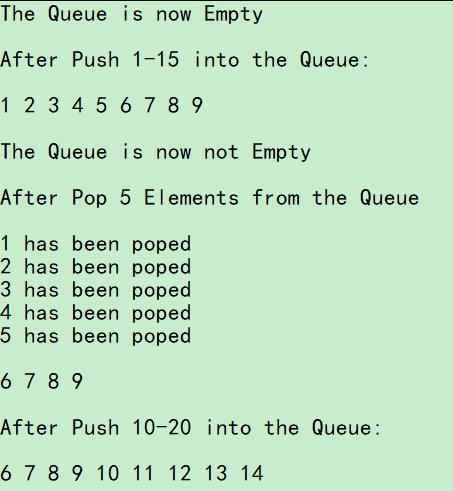 The Queue is now Empty
After Push 1-15 into the Queue:
1 2 3 4 5 6 7 8 9
The Queue is now not Empty
After Pop 5 Elements from the Queue
1 has been poped
2 has been poped
3 has been poped
4 has been poped
5 has been poped
6 7 8 9
After Push 10-20 into the Queue:
6 7 8 9 10 11 12 13 14